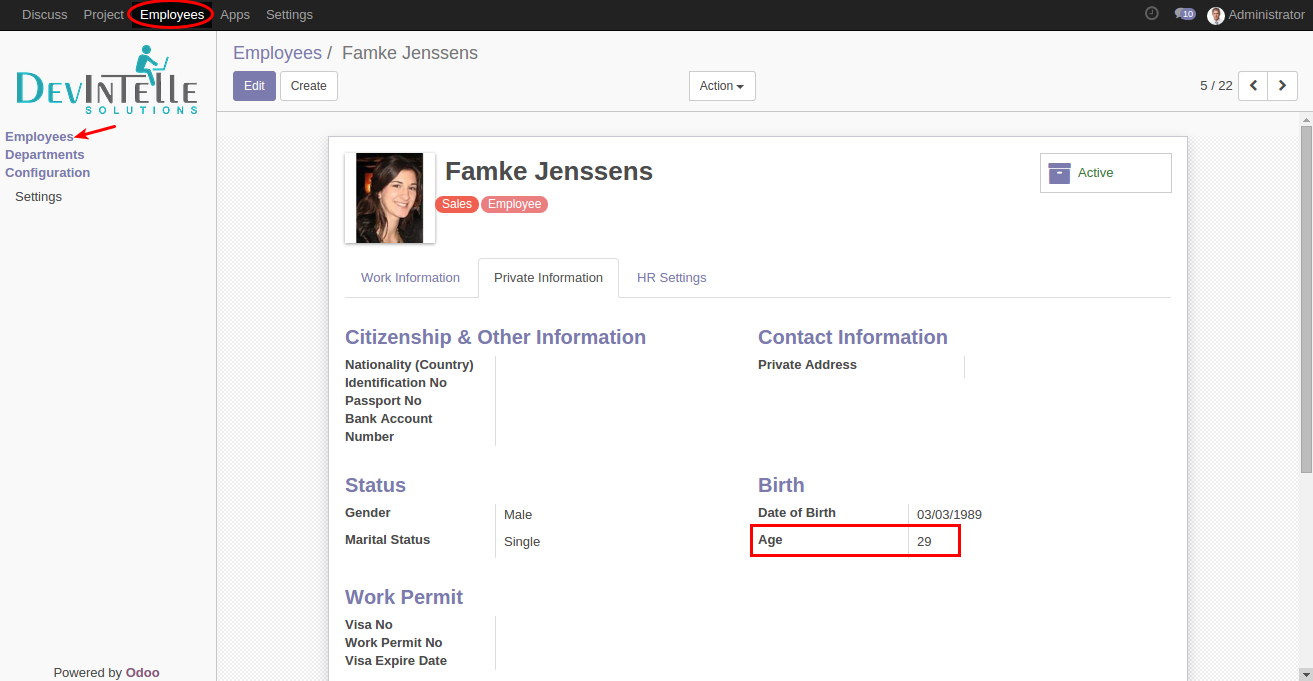 Discuss Project Employees Apps Settings 10 Administrator
DEVINTELLE
SOLUTIONS
Employees
Departments
Configuration
Settings
Powered by Odoo
Employees / Famke Jenssens
Edit Create Action 5 / 22
Famke Jenssens
Sales Employee
Active
Work Information Private Information HR Settings
Citizenship & Other Information
Nationality (Country)
Identification No
Passport No
Bank Account
Number
Contact Information
Private Address
Status
Gender Male
Marital Status Single
Birth
Date of Birth 03/03/1989
Age 29
Work Permit
Visa No
Work Permit No
Visa Expire Date